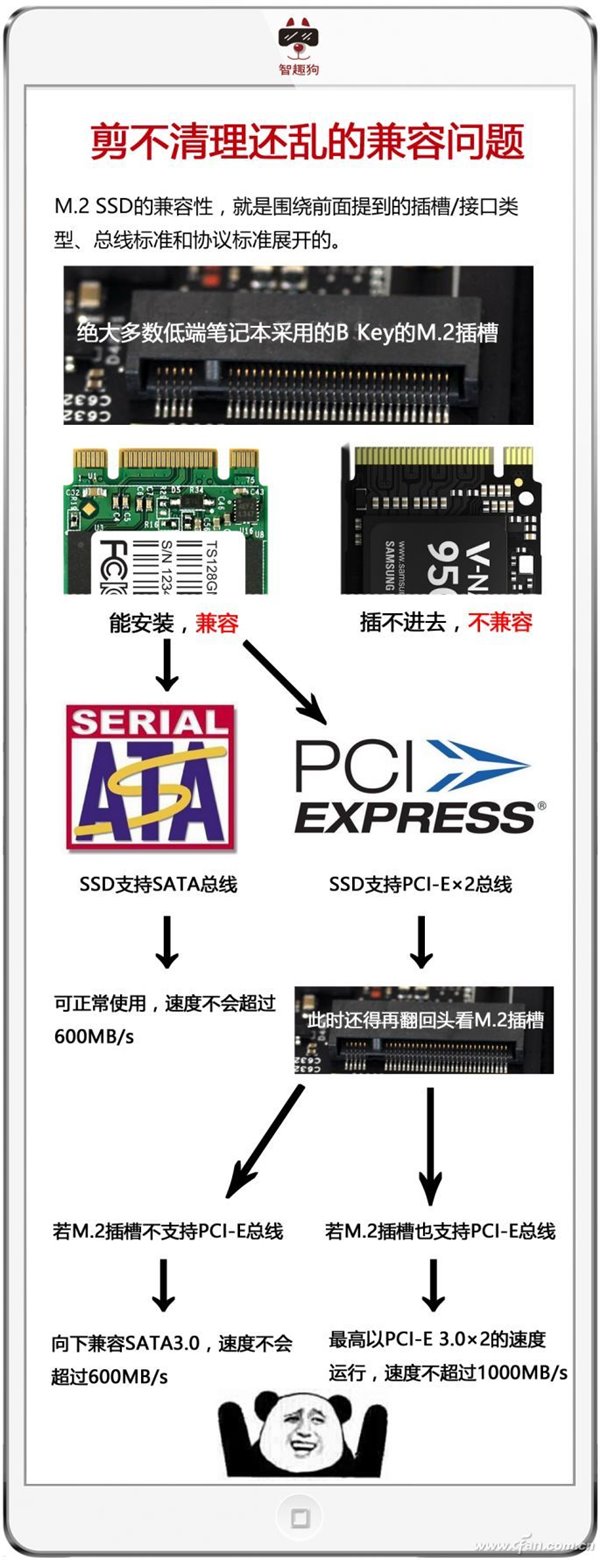 智趣狗
剪不清理还乱的兼容问题
M.2 SSD的兼容性，就是围绕前面提到的插槽/接口类
型、总线标准和协议标准展开的。
绝大多数低端笔记本采用的B Key的M.2插槽
C632
C632
TS128G
S/N 1234
FC
V-N
950
www.sams
SAMSUNG
能安装，兼容
插不进去，不兼容
SERIAL
ATA
PCI
EXPRESS®
SSD支持SATA总线
SSD支持PCI-E×2总线
可正常使用，速度不会超过
600MB/s
此时还得再翻回头看M.2插槽
若M.2插槽不支持PCI-E总线
若M.2插槽也支持PCI-E总线
向下兼容SATA3.0，速度不会
超过600MB/s
最高以PCI-E 3.0×2的速度
运行，速度不超过1000MB/s
www.cfan.com.cn